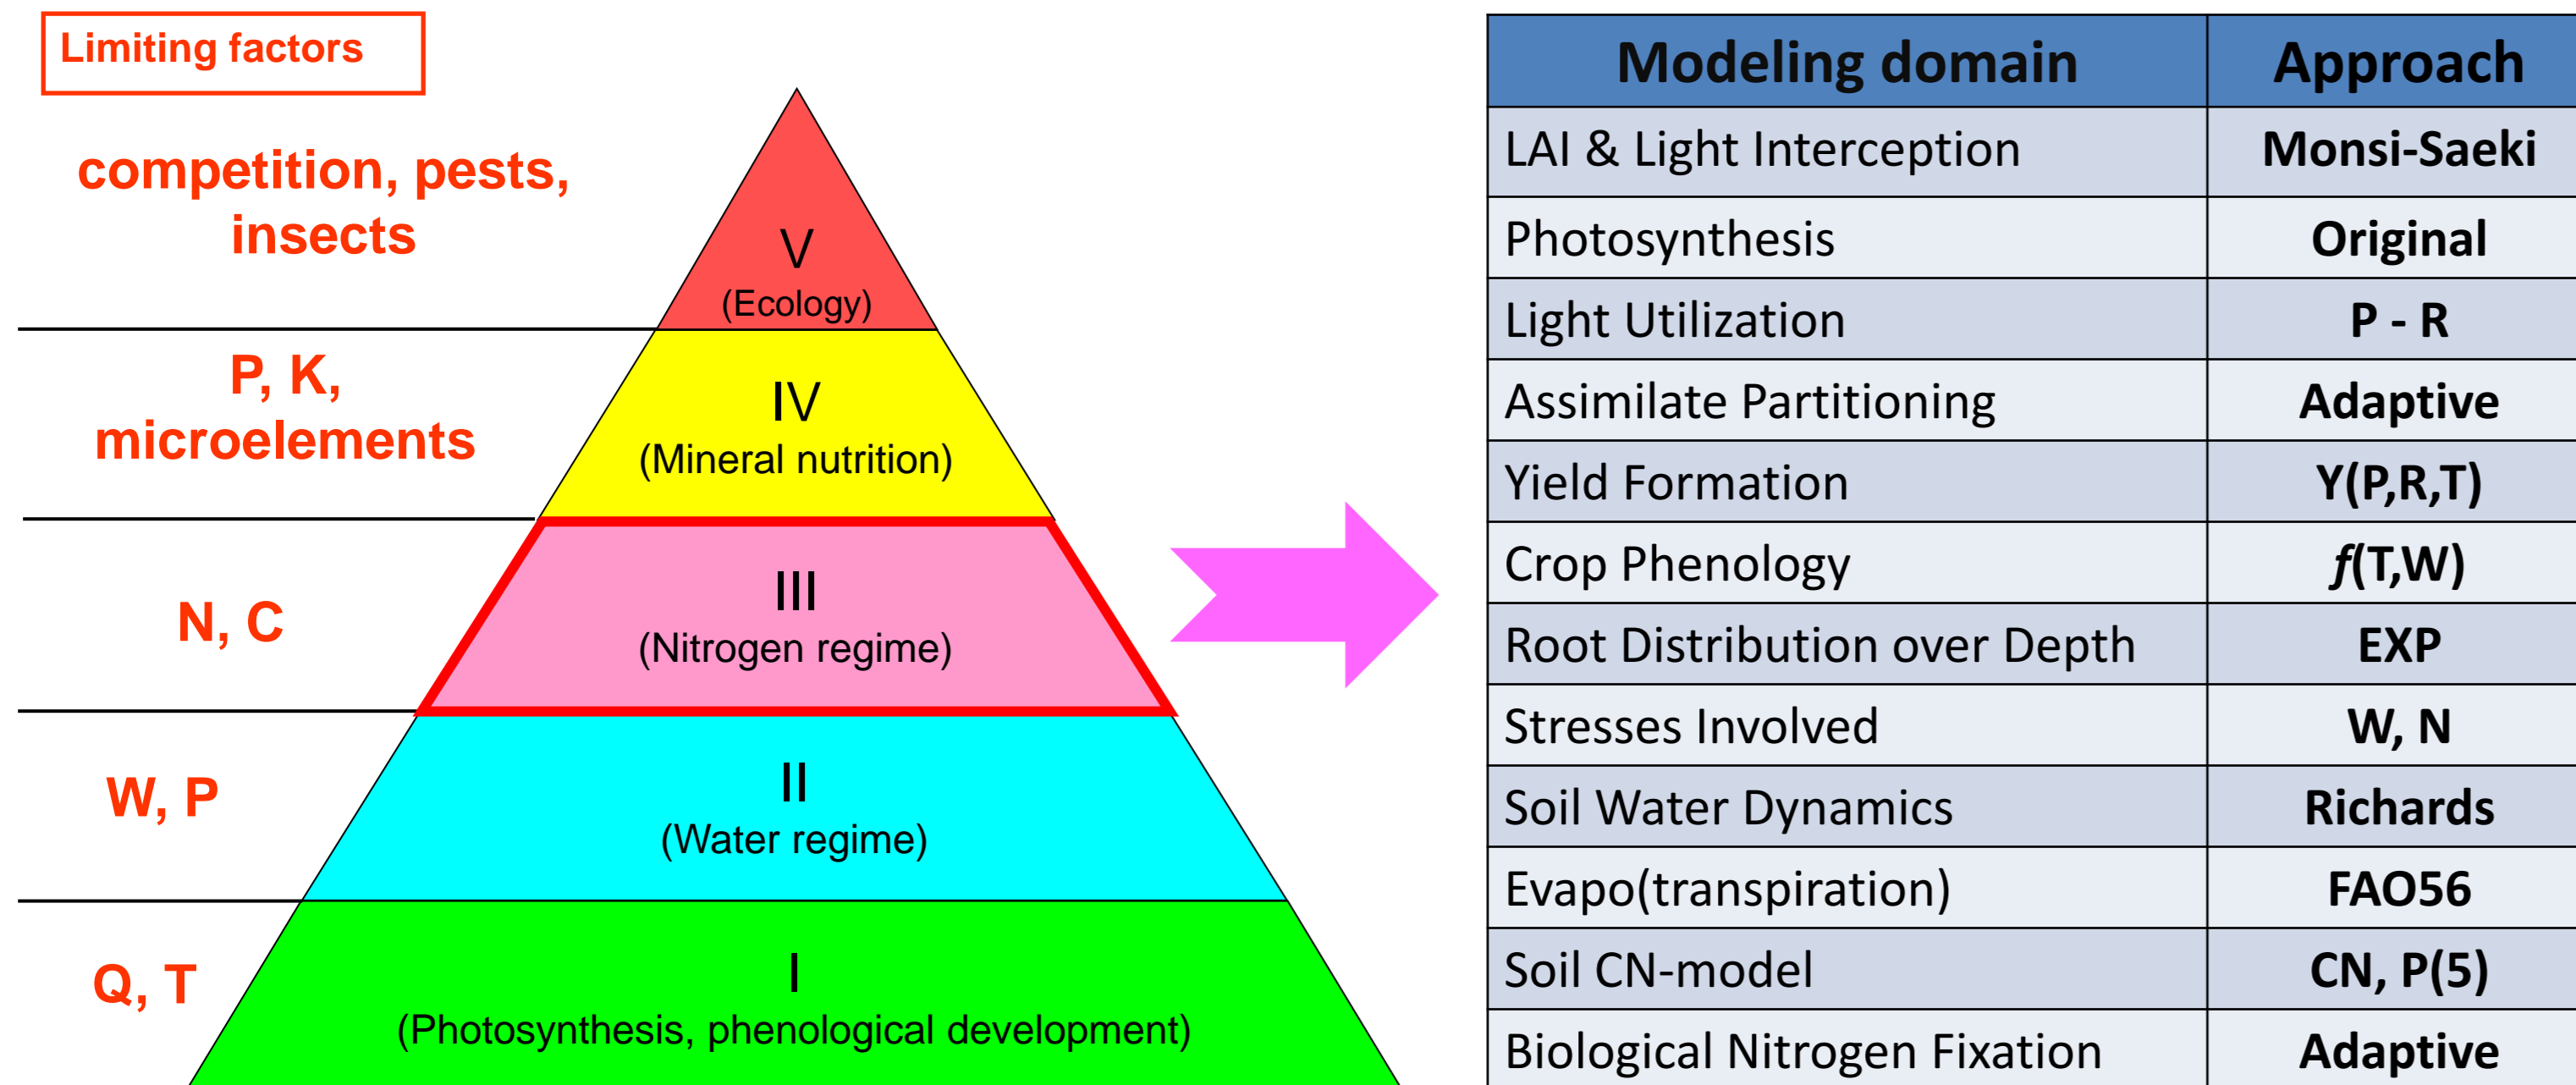 Limiting factors
competition, pests,
insects
V
(Ecology)
P, K,
microelements
IV
(Mineral nutrition)
N, C
III
(Nitrogen regime)
W, P
II
(Water regime)
Q, T
I
(Photosynthesis, phenological development)
Modeling domain Approach
LAI & Light Interception Monsi-Saeki
Photosynthesis Original
Light Utilization P - R
Assimilate Partitioning Adaptive
Yield Formation Y(P,R,T)
Crop Phenology f(T,W)
Root Distribution over Depth EXP
Stresses Involved W, N
Soil Water Dynamics Richards
Evapo(transpiration) FAO56
Soil CN-model CN, P(5)
Biological Nitrogen Fixation Adaptive